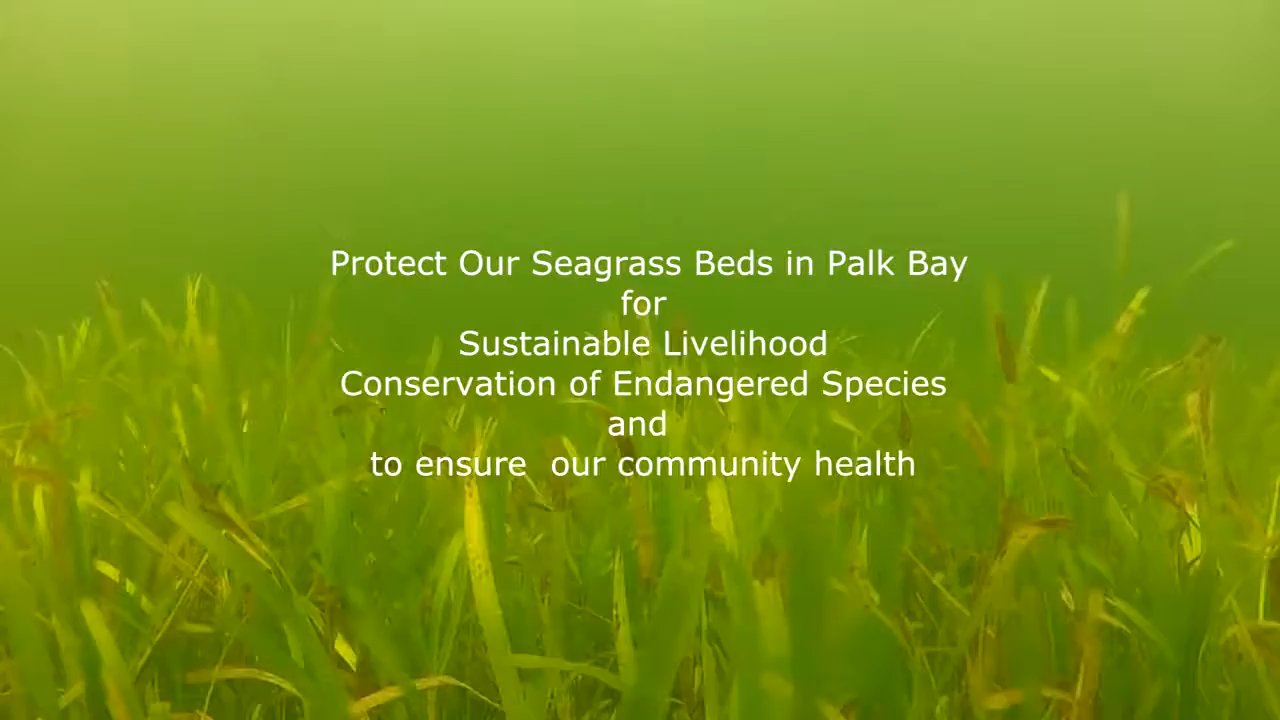 Protect Our Seagrass Beds in Palk Bay
for
Sustainable Livelihood
Conservation of Endangered Species
and
to ensure our community health